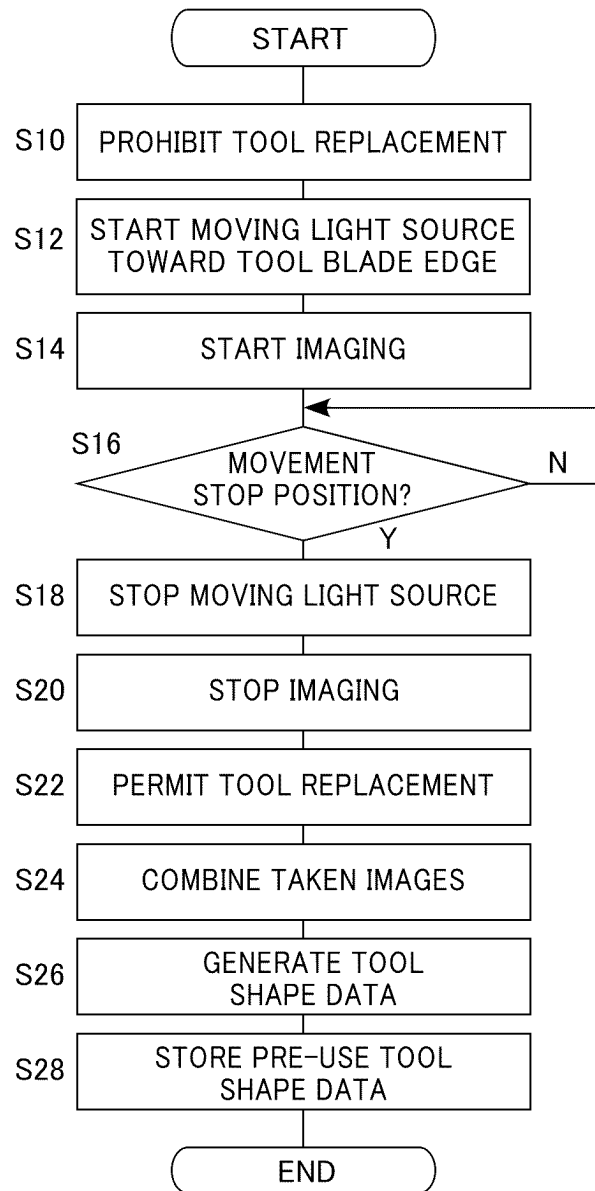 START
S10
PROHIBIT TOOL REPLACEMENT
S12
START MOVING LIGHT SOURCE
TOWARD TOOL BLADE EDGE
S14
START IMAGING
S16
MOVEMENT
STOP POSITION?
N
Y
S18
STOP MOVING LIGHT SOURCE
S20
STOP IMAGING
S22
PERMIT TOOL REPLACEMENT
S24
COMBINE TAKEN IMAGES
S26
GENERATE TOOL
SHAPE DATA
S28
STORE PRE-USE TOOL
SHAPE DATA
END